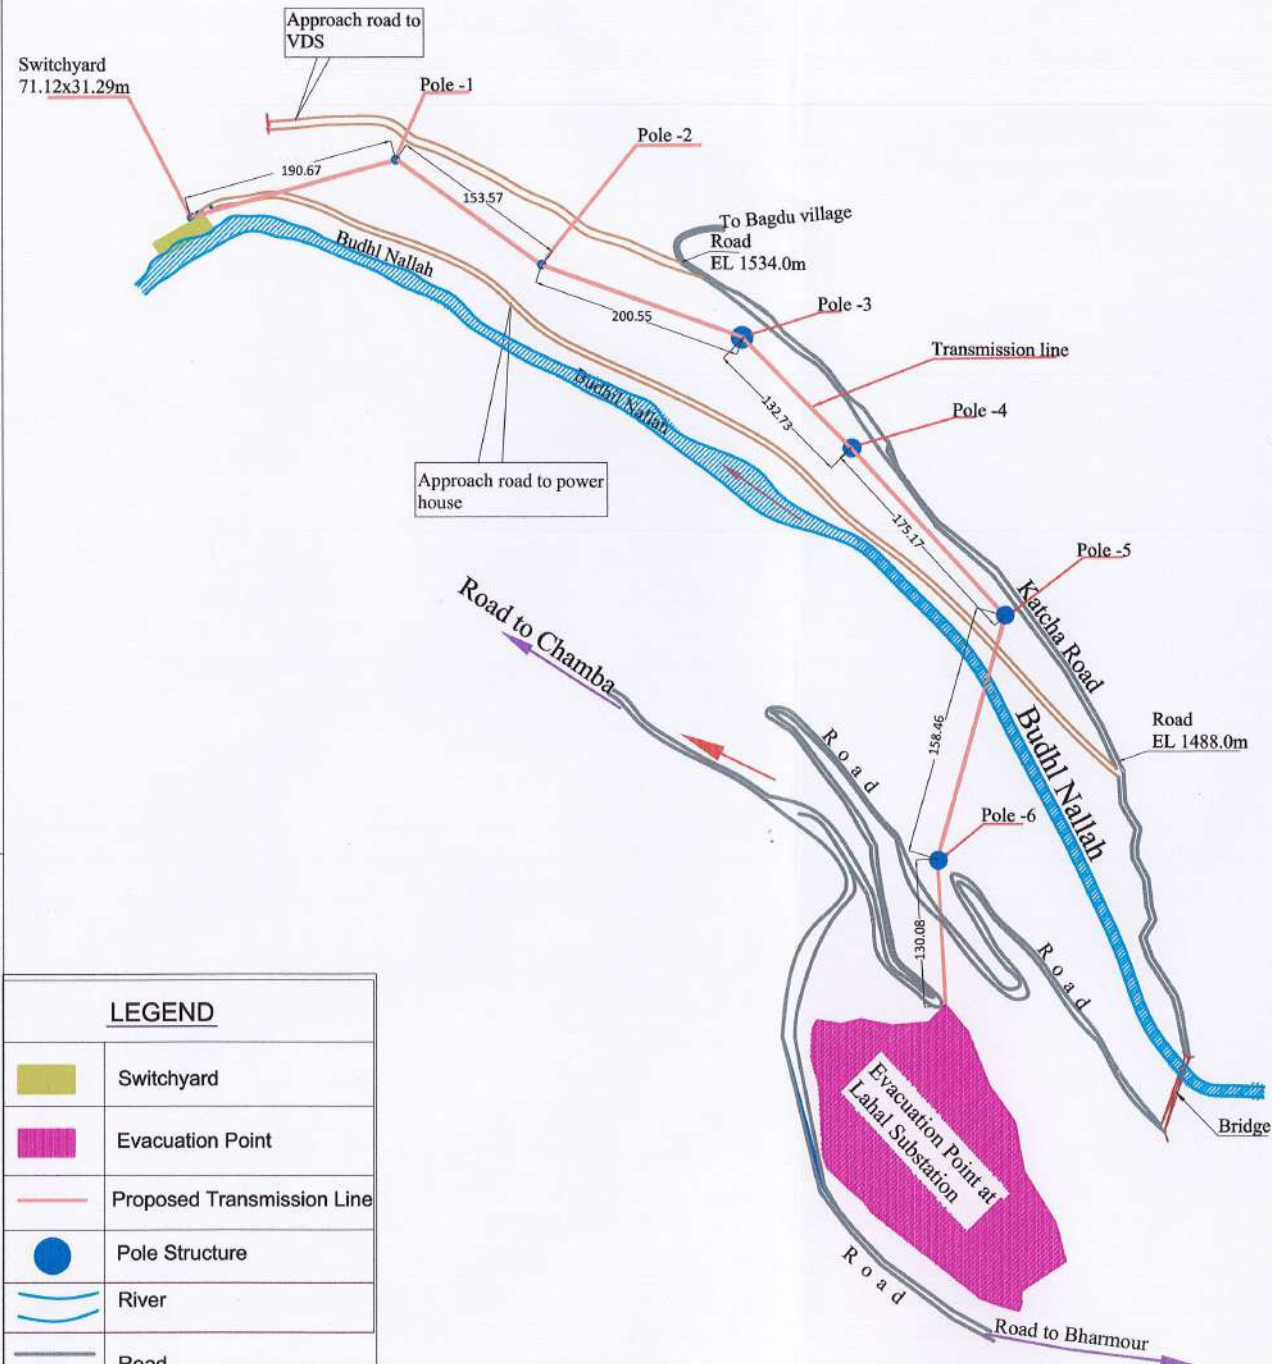 Approach road to
VDS
Switchyard
71.12x31.29m
Pole -1
Pole -2
190.67
153.57
To Bagdu village
Road
EL 1534.0m
Budhl Nallah
200.55
Pole -3
Transmission line
Budhil Nallah
132.73
Pole -4
Approach road to power
house
175.17
Pole -5
Katcha Road
Road to Chamba
Road
EL 1488.0m
158.46
Road
Budhl Nallah
Pole -6
130.08
Road
Evacuation Point at
Lahal Substation
Bridge
Road
Road to Bharmour
LEGEND
Switchyard
Evacuation Point
Proposed Transmission Line
Pole Structure
River
Road